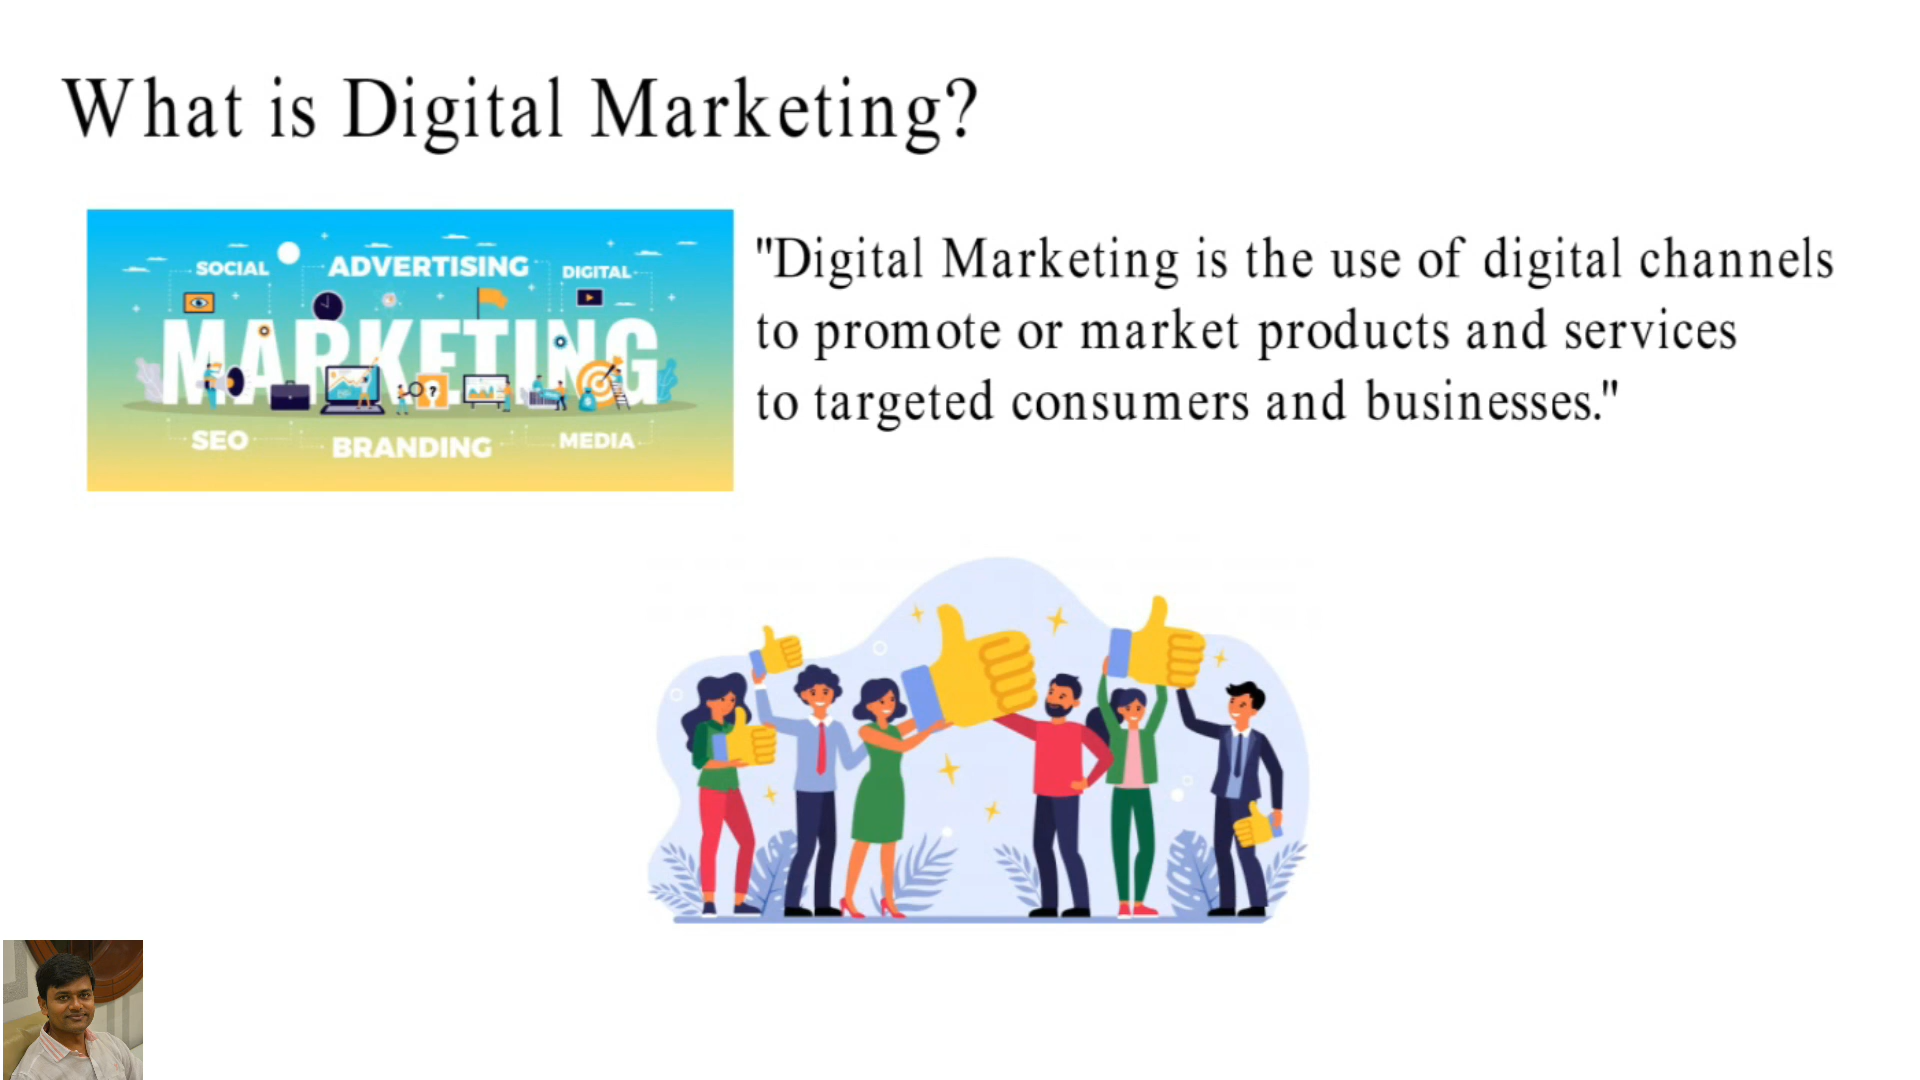 What is Digital Marketing?
SOCIAL
ADVERTISING
DIGITAL
MARKETING
SEO
BRANDING
MEDIA
"Digital Marketing is the use of digital channels
to promote or market products and services
to targeted consumers and businesses."